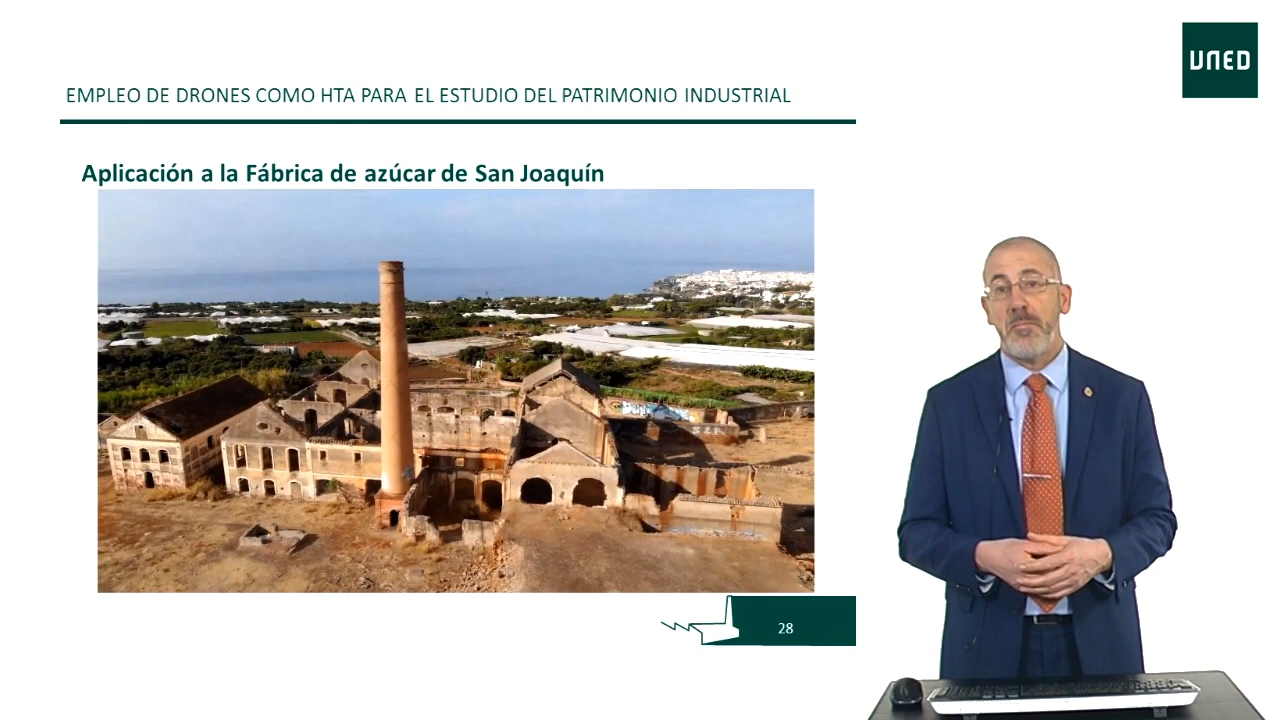 UNED
EMPLEO DE DRONES COMO HTA PARA EL ESTUDIO DEL PATRIMONIO INDUSTRIAL
Aplicación a la Fábrica de azúcar de San Joaquín
28